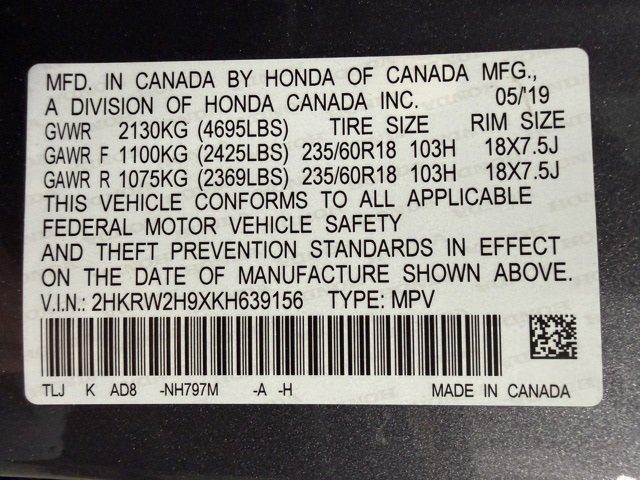 MFD. IN CANADA BY HONDA OF CANADA MFG.,
A DIVISION OF HONDA CANADA INC. 05/'19
GVWR 2130KG (4695LBS) TIRE SIZE RIM SIZE
GAWR F 1100KG (2425LBS) 235/60R18 103H 18X7.5J
GAWR R 1075KG (2369LBS) 235/60R18 103H 18X7.5J
THIS VEHICLE CONFORMS TO ALL APPLICABLE
FEDERAL MOTOR VEHICLE SAFETY
AND THEFT PREVENTION STANDARDS IN EFFECT
ON THE DATE OF MANUFACTURE SHOWN ABOVE.
V.I.N.: 2HKRW2H9XKH639156 TYPE: MPV
TLJ K AD8 -NH797M -A -H MADE IN CANADA